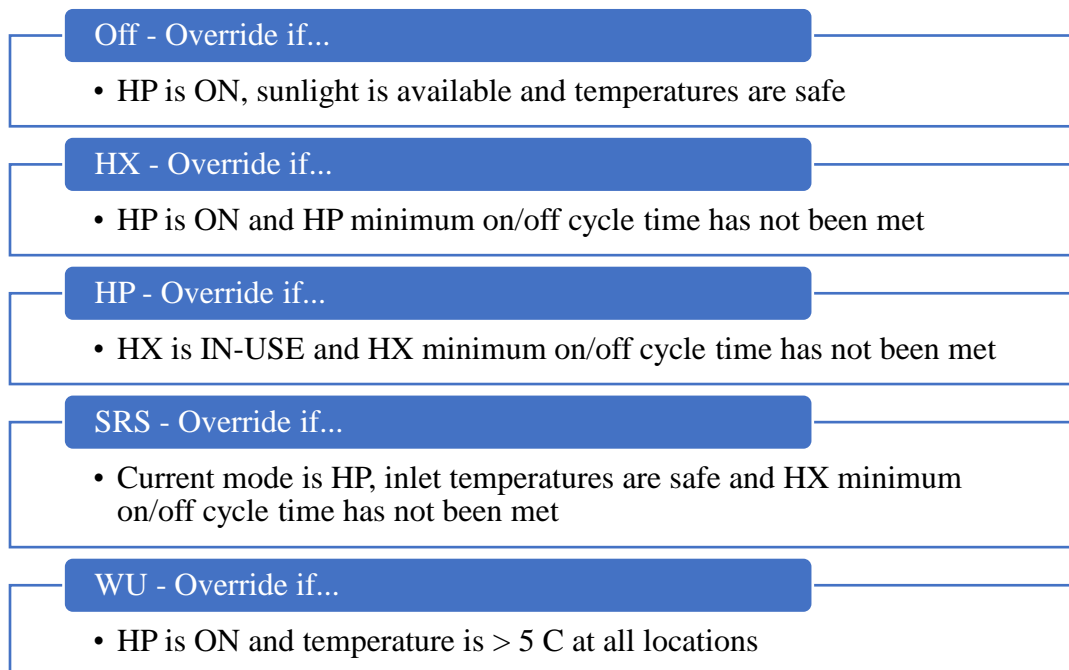 Off - Override if...
• HP is ON, sunlight is available and temperatures are safe
HX - Override if...
• HP is ON and HP minimum on/off cycle time has not been met
HP - Override if...
• HX is IN-USE and HX minimum on/off cycle time has not been met
SRS - Override if...
• Current mode is HP, inlet temperatures are safe and HX minimum
on/off cycle time has not been met
WU - Override if...
• HP is ON and temperature is > 5 C at all locations